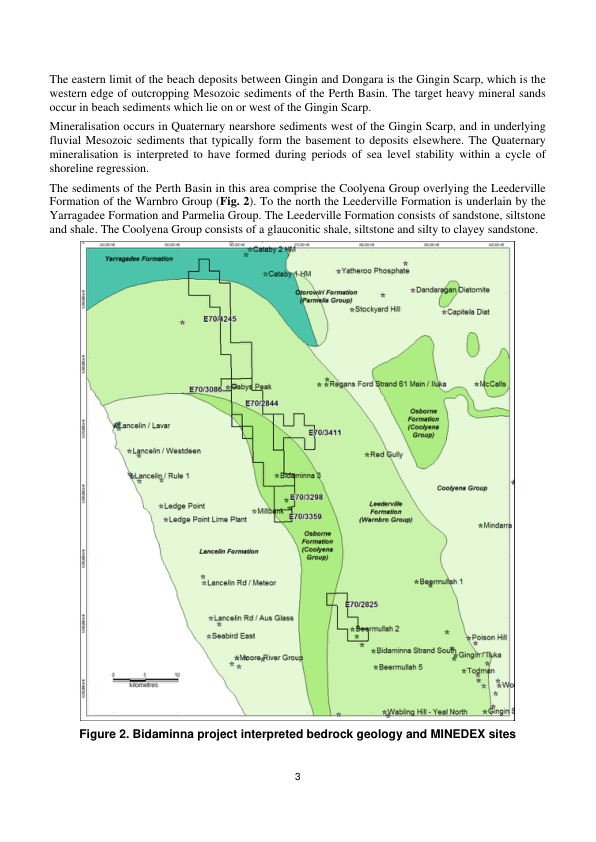 The eastern limit of the beach deposits between Gingin and Dongara is the Gingin Scarp, which is the
western edge of outcropping Mesozoic sediments of the Perth Basin. The target heavy mineral sands
occur in beach sediments which lie on or west of the Gingin Scarp.
Mineralisation occurs in Quaternary nearshore sediments west of the Gingin Scarp, and in underlying
fluvial Mesozoic sediments that typically form the basement to deposits elsewhere. The Quaternary
mineralisation is interpreted to have formed during periods of sea level stability within a cycle of
shoreline regression.
The sediments of the Perth Basin in this area comprise the Coolyena Group overlying the Leederville
Formation of the Warnbro Group (Fig. 2). To the north the Leederville Formation is underlain by the
Yarragadee Formation and Parmelia Group. The Leederville Formation consists of sandstone, siltstone
and shale. The Coolyena Group consists of a glauconitic shale, siltstone and silty to clayey sandstone.
Cataby 2 HM
Yarragadee Formation
Cataby 1 HM
Yatheroo Phosphate
Otorowiri Formation
(Parmelia Group)
Dandaragan Diatomite
Stockyard Hill
Capitela Diat
E70/4245
E70/3086
Gabys Peak
Regans Ford Strand 61 Main / Iluka
McCalls
E70/2844
Osborne
Formation
(Coolyena
Group)
Lancelin / Lavar
E70/3411
Lancelin / Westdeen
Red Gully
Lancelin / Rule 1
Bidaminna 3
Coolyena Group
E70/3298
Ledge Point
Millbank
Leederville
Formation
(Warnbro Group)
Ledge Point Lime Plant
E70/3359
Mindarra
Osborne
Formation
(Coolyena
Group)
Lancelin Formation
Lancelin Rd / Meteor
Beermullah 1
E70/2825
Lancelin Rd / Aus Glass
Beermullah 2
Seabird East
Poison Hill
Bidaminna Strand South
Gingin / Iluka
Moore River Group
Beermullah 5
Todman
Wo
0 5 10
kilometres
Wabling Hill - Yeal North
Gingin S
Figure 2. Bidaminna project interpreted bedrock geology and MINEDEX sites
3